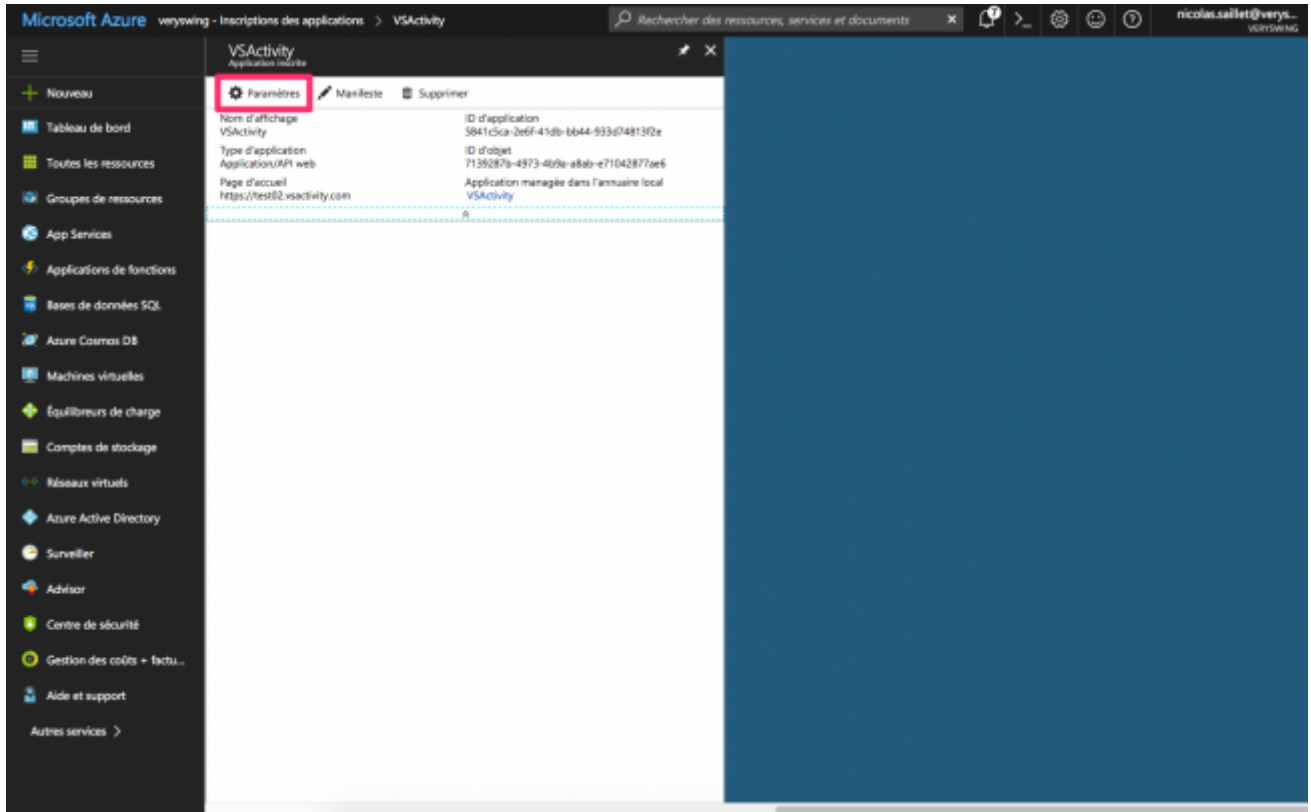 Microsoft Azure veryswing - Inscriptions des applications > VSActivity
Rechercher des ressources, services et documents
nicolas.saillet@verys...
VERYSWING
VSActivity
Application inscrite
Paramètres Manifeste Supprimer
Nom d'affichage
VSActivity
ID d'application
5841c5ca-2e6f-41db-bb44-933d74813f2e
Type d'application
Application/API web
ID d'objet
7139287b-4973-4b9a-a8ab-e71042877ae6
Page d'accueil
https://test02.vsactivity.com
Application managée dans l'annuaire local
VSActivity
Nouveau
Tableau de bord
Toutes les ressources
Groupes de ressources
App Services
Applications de fonctions
Bases de données SQL
Azure Cosmos DB
Machines virtuelles
Équilibreurs de charge
Comptes de stockage
Réseaux virtuels
Azure Active Directory
Surveiller
Advisor
Centre de sécurité
Gestion des coûts + factu...
Aide et support
Autres services >